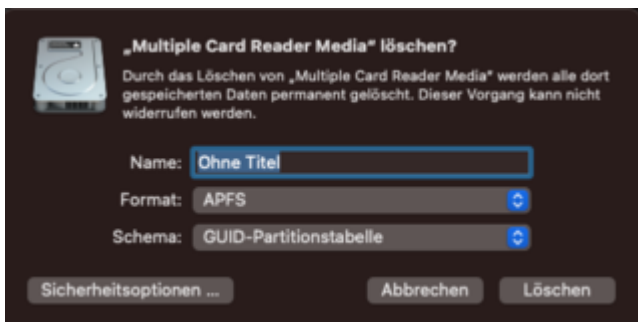 „Multiple Card Reader Media“ löschen?
Durch das Löschen von „Multiple Card Reader Media“ werden alle dort
gespeicherten Daten permanent gelöscht. Dieser Vorgang kann nicht
widerrufen werden.
Name: Ohne Titel
Format: APFS
Schema: GUID-Partitionstabelle
Sicherheitsoptionen ... Abbrechen Löschen